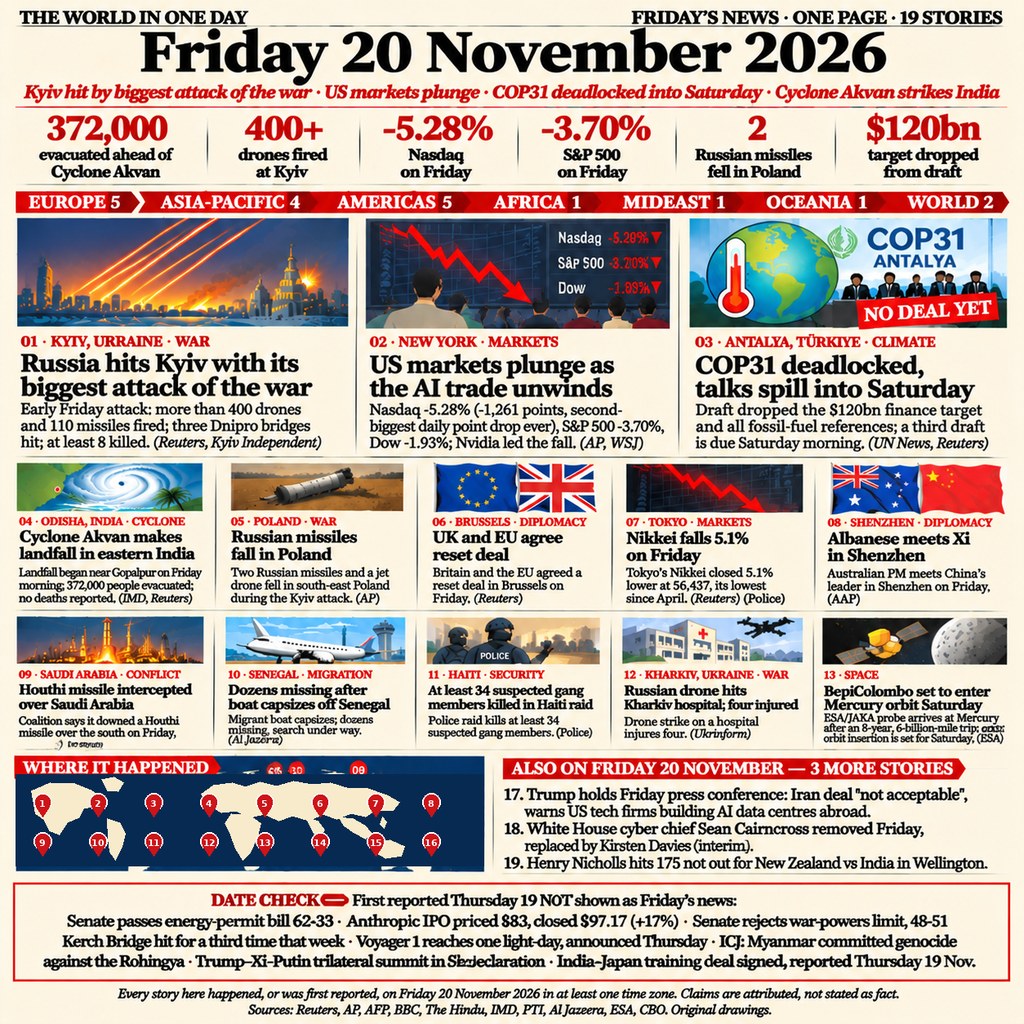 THE WORLD IN ONE DAY
FRIDAY'S NEWS · ONE PAGE · 19 STORIES
Friday 20 November 2026
Kyiv hit by biggest attack of the war · US markets plunge · COP31 deadlocked into Saturday · Cyclone Akvan strikes India
372,000
evacuated ahead of
Cyclone Akvan
400+
drones fired
at Kyiv
-5.28%
Nasdaq
on Friday
-3.70%
S&P 500
on Friday
2
Russian missiles
fell in Poland
$120bn
target dropped
from draft
EUROPE 5
ASIA-PACIFIC 4
AMERICAS 5
AFRICA 1
MIDEAST 1
OCEANIA 1
WORLD 2
01 · KYIV, UKRAINE · WAR
Russia hits Kyiv with its
biggest attack of the war
Early Friday attack: more than 400 drones
and 110 missiles fired; three Dnipro bridges
hit; at least 8 killed. (Reuters, Kyiv Independent)
Nasdag
S&P 500
Dow
02 · NEW YORK · MARKETS
US markets plunge as
the AI trade unwinds
Nasdaq -5.28% (-1,261 points, second-
biggest daily point drop ever), S&P 500 -3.70%,
Dow -1.93%; Nvidia led the fall. (AP, WSJ)
COP31
ANTALYA
NO DEAL YET
03 · ANTALYA, TÜRKIYE · CLIMATE
COP31 deadlocked,
talks spill into Saturday
Draft dropped the $120bn finance target
and all fossil-fuel references; a third draft
is due Saturday morning. (UN News, Reuters)
04 · ODISHA, INDIA · CYCLONE
Cyclone Akvan makes
landfall in eastern India
Landfall began near Gopalpur on Friday
morning; 372,000 people evacuated;
no deaths reported. (IMD, Reuters)
05 · POLAND · WAR
Russian missiles
fall in Poland
Two Russian missiles and a jet
drone fell in south-east Poland
during the Kyiv attack. (AP)
06 · BRUSSELS · DIPLOMACY
UK and EU agree
reset deal
Britain and the EU agreed a
reset deal in Brussels on
Friday. (Reuters)
07 · TOKYO · MARKETS
Nikkei falls 5.1%
on Friday
Tokyo's Nikkei closed 5.1%
lower at 56,437, its lowest
since April. (Reuters) (Police)
08 · SHENZHEN · DIPLOMACY
Albanese meets Xi
in Shenzhen
Australian PM meets China's
leader in Shenzhen on Friday,
(AAP)
09 · SAUDI ARABIA · CONFLICT
Houthi missile intercepted
over Saudi Arabia
Coalition says it downed a Houthi
missile over the south on Friday,
10 · SENEGAL · MIGRATION
Dozens missing after
boat capsizes off Senegal
Migrant boat capsizes; dozens
missing, search under way.
(Al Jazeera)
POLICE
11 · HAITI · SECURITY
At least 34 suspected gang
members killed in Haiti raid
Police raid kills at least 34
suspected gang members. (Police)
12 · KHARKIV, UKRAINE · WAR
Russian drone hits
Kharkiv hospital; four injured
Drone strike on a hospital
injures four. (Ukrinform)
13 · SPACE
BepiColombo set to enter
Mercury orbit Saturday
ESA/JAKA probe arrives at Mercury
after an 8-year, 6-billion-mile trip;
orbit insertion is set for Saturday, (ESA)
WHERE IT HAPPENED
1 2 3 4 5 6 7 8
9 10 11 12 13 14 15 16
ALSO ON FRIDAY 20 NOVEMBER — 3 MORE STORIES
17. Trump holds Friday press conference: Iran deal "not acceptable",
warns US tech firms building AI data centres abroad.
18. White House cyber chief Sean Cairncross removed Friday,
replaced by Kirsten Davies (interim).
19. Henry Nicholls hits 175 not out for New Zealand vs India in Wellington.
DATE CHECK First reported Thursday 19 NOT shown as Friday's news:
Senate passes energy-permit bill 62-33 · Anthropic IPO priced $83, closed $97.17 (+17%) · Senate rejects war-powers limit, 48-51
Kerch Bridge hit for a third time that week · Voyager 1 reaches one light-day, announced Thursday · ICJ: Myanmar committed genocide
against the Rohingya · Trump–Xi–Putin trilateral summit in · India–Japan training deal signed, reported Thursday 19 Nov.
Every story here happened, or was first reported, on Friday 20 November 2026 in at least one time zone. Claims are attributed, not stated as fact.
Sources: Reuters, AP, AFP, BBC, The Hindu, IMD, PTI, Al Jazeera, ESA, CBO. Original drawings.